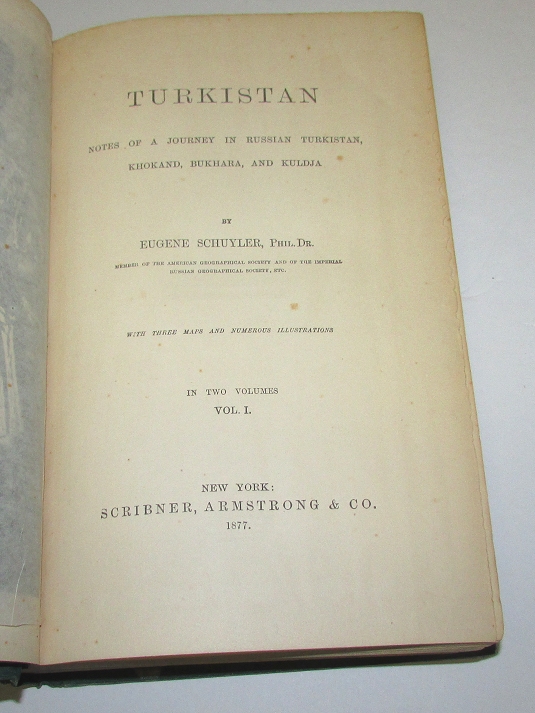 TURKISTAN
NOTES OF A JOURNEY IN RUSSIAN TURKISTAN,
KHOKAND, BUKHARA, AND KULDJA
BY
EUGENE SCHUYLER, PHIL. DR.
MEMBER OF THE AMERICAN GEOGRAPHICAL SOCIETY AND OF THE IMPERIAL
RUSSIAN GEOGRAPHICAL SOCIETY, ETC.
WITH THREE MAPS AND NUMEROUS ILLUSTRATIONS
IN TWO VOLUMES
VOL. I.
NEW YORK:
SCRIBNER, ARMSTRONG & CO.
1877.